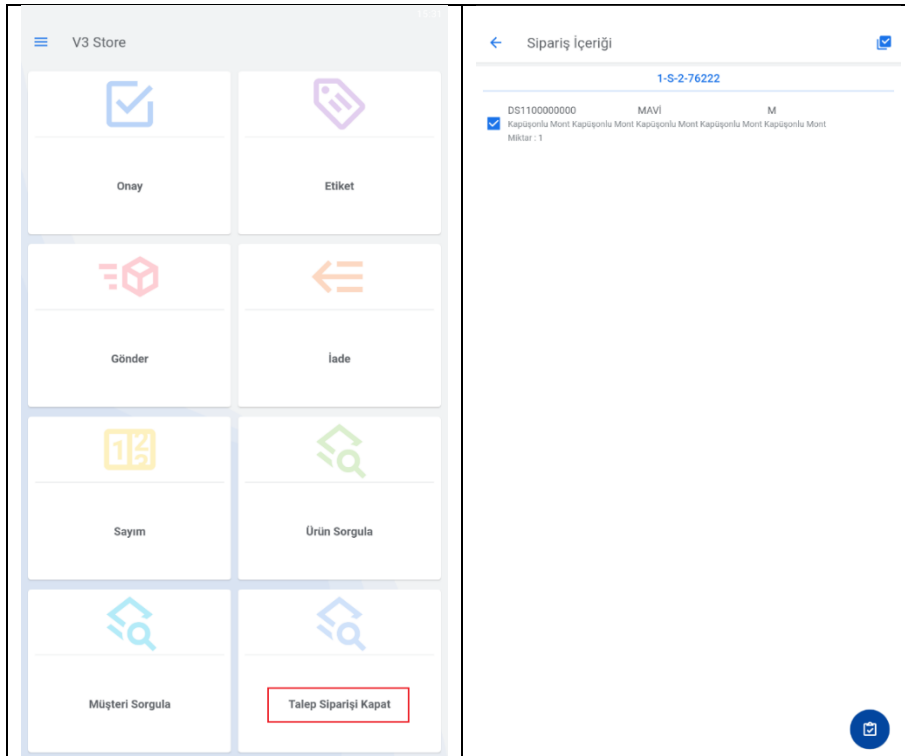 V3 Store
Onay
Etiket
Gönder
İade
Sayım
Ürün Sorgula
Müşteri Sorgula
Talep Siparişi Kapat
Sipariş İçeriği
1-S-2-76222
DS1100000000 MAVİ M
Kapüşonlu Mont Kapüşonlu Mont Kapüşonlu Mont Kapüşonlu Mont Kapüşonlu Mont
Miktar : 1